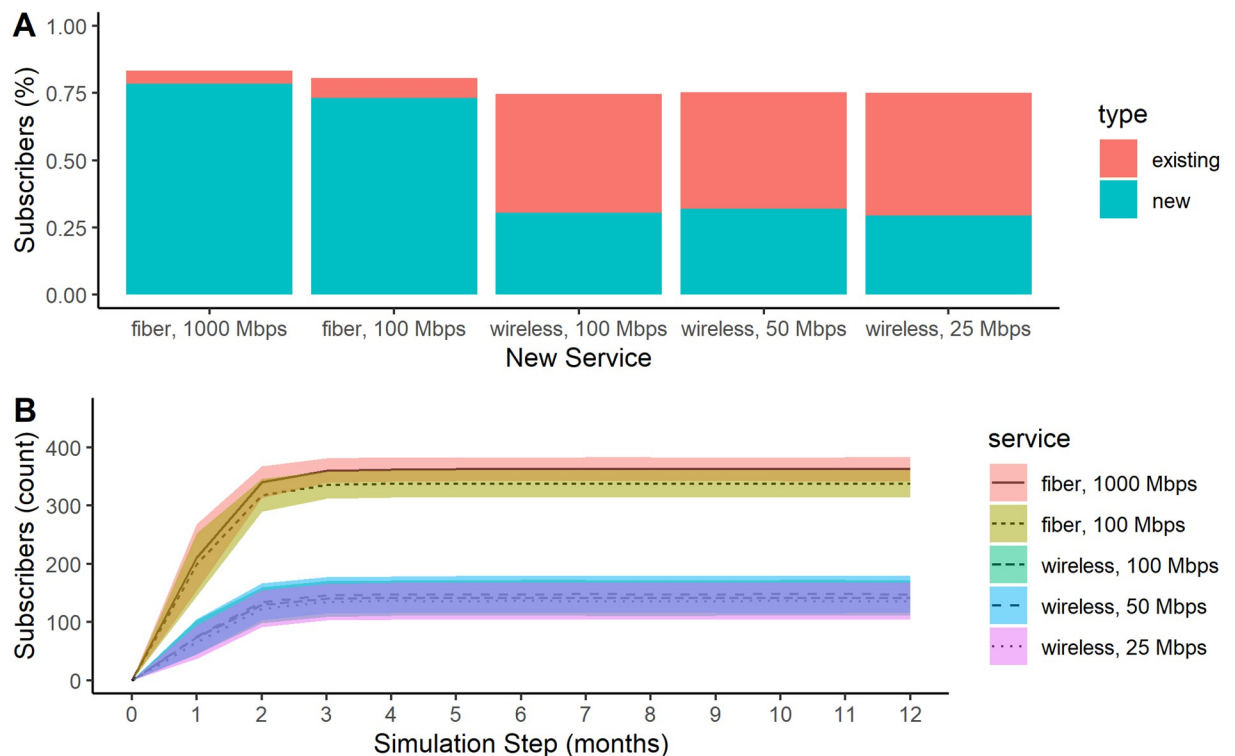 A
Subscribers (%)
1.00
0.75
0.50
0.25
0.00
fiber, 1000 Mbps
fiber, 100 Mbps
wireless, 100 Mbps
wireless, 50 Mbps
wireless, 25 Mbps
New Service
type
existing
new
B
Subscribers (count)
400
300
200
100
0
0 1 2 3 4 5 6 7 8 9 10 11 12
Simulation Step (months)
service
fiber, 1000 Mbps
fiber, 100 Mbps
wireless, 100 Mbps
wireless, 50 Mbps
wireless, 25 Mbps